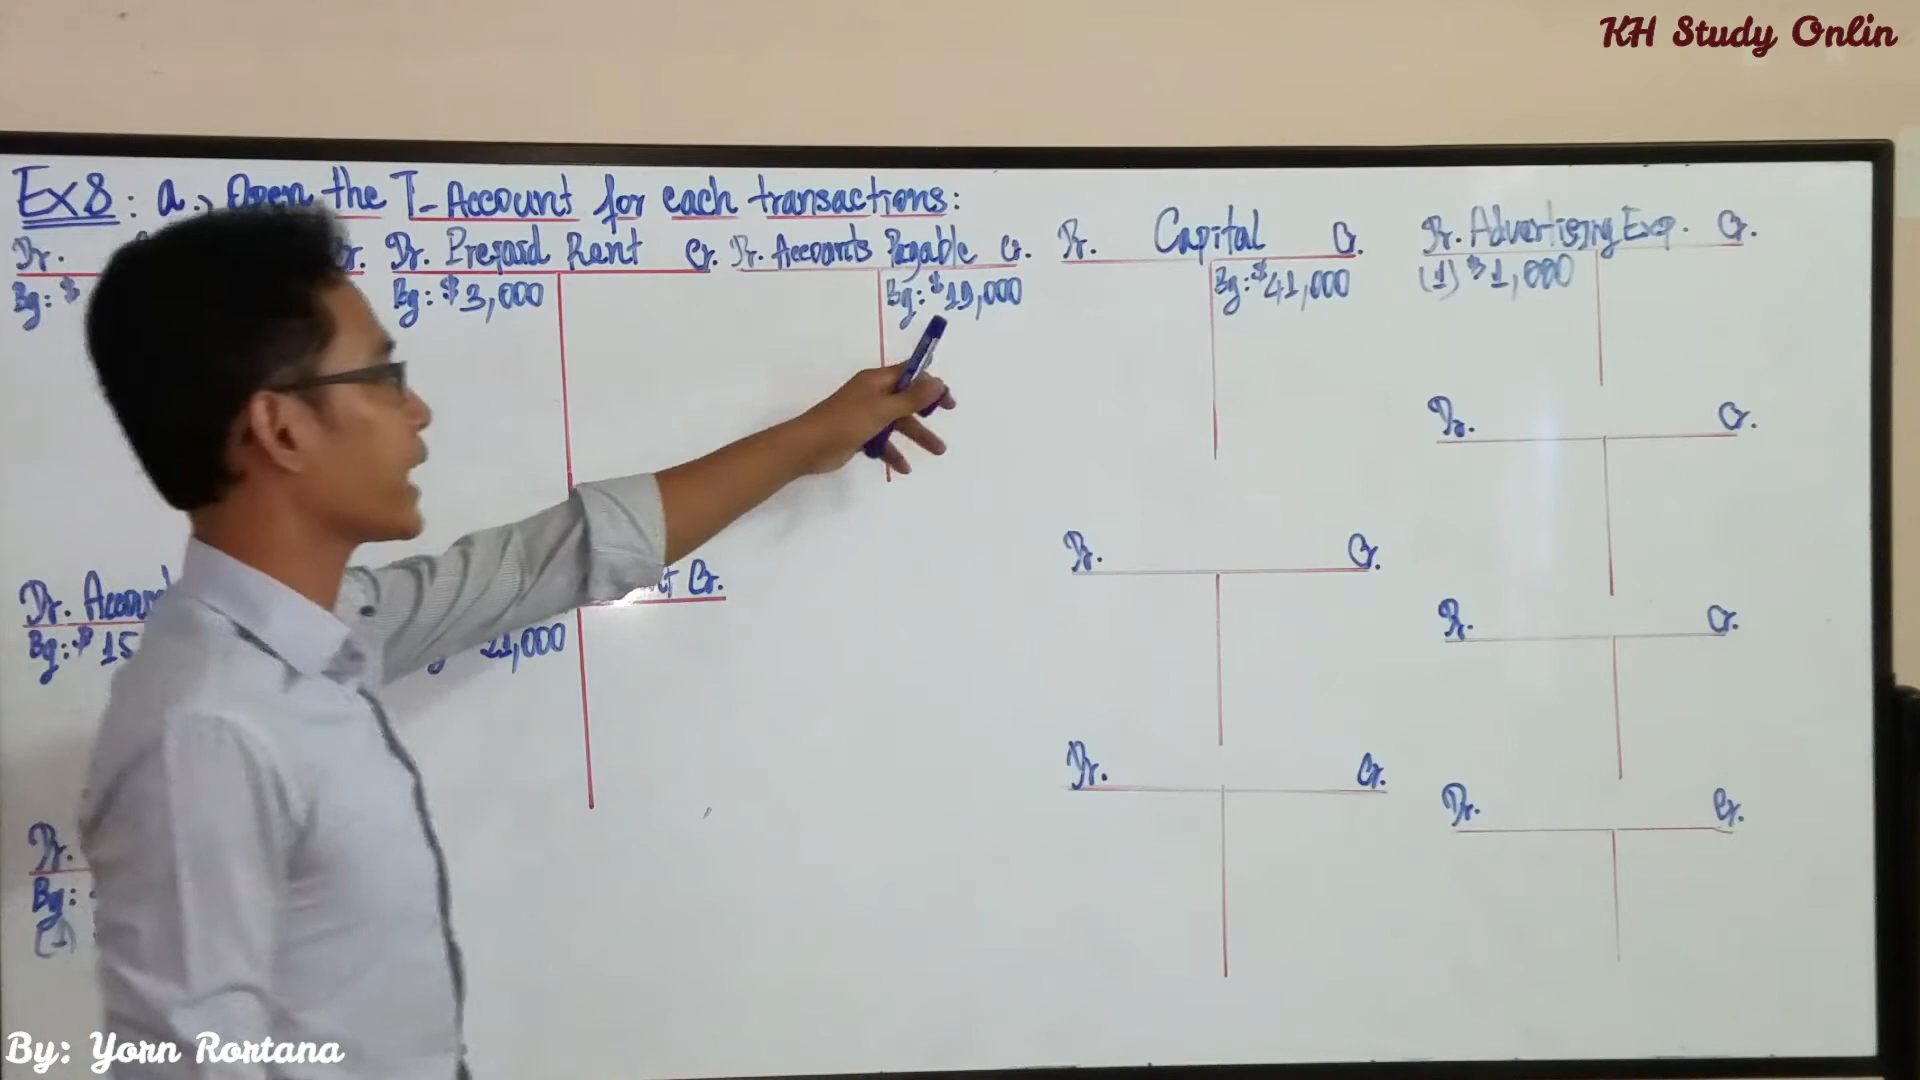 KH Study Onlin
Ex8: a., Open the T-Account for each transactions:
Dr. Cr. Dr. Prepaid Rent Cr. Dr. Accounts Payable Cr. Dr. Capital Cr. Dr. Advertising Exp. Cr.
Bg: $ Bg: $3,000 Bg: $19,000 Bg: $41,000 (1) $1,000
Dr. Cr.
Dr. Cr.
Dr. Cr.
Bg: $15 21,000
Dr. Cr.
Dr. Cr.
Dr. Cr.
Dr.
Bg:
(1)
By: Yorn Rortana